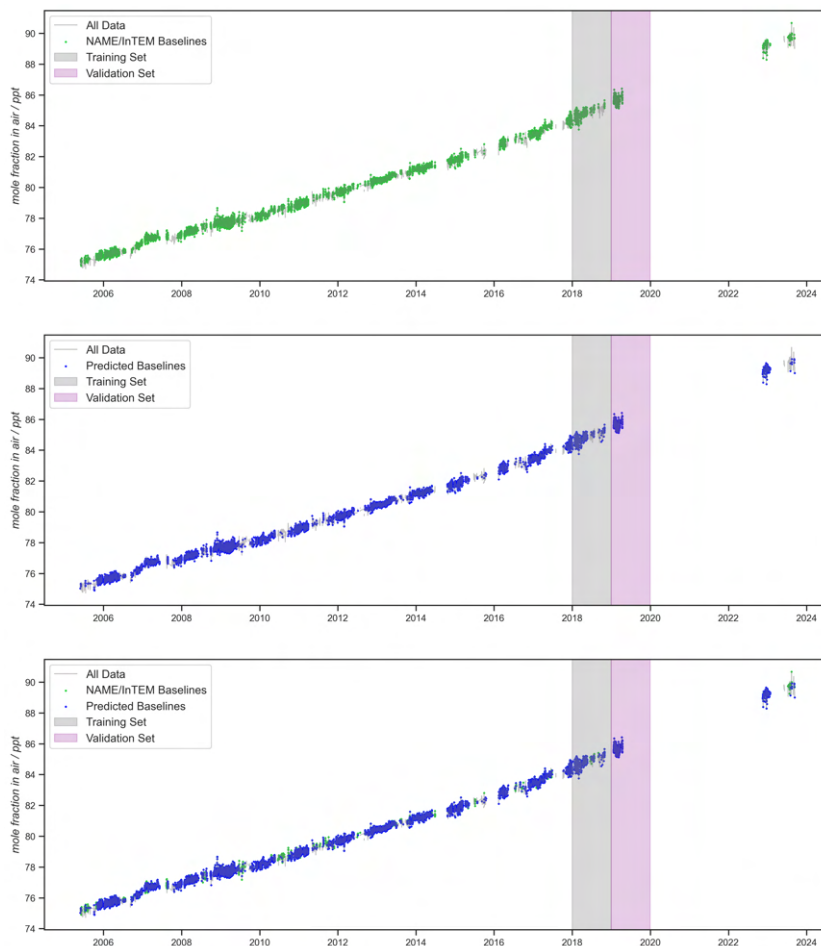 All Data
NAME/InTEM Baselines
Training Set
Validation Set
mole fraction in air / ppt
90
88
86
84
82
80
78
76
74
2006 2008 2010 2012 2014 2016 2018 2020 2022 2024
All Data
Predicted Baselines
Training Set
Validation Set
mole fraction in air / ppt
90
88
86
84
82
80
78
76
74
2006 2008 2010 2012 2014 2016 2018 2020 2022 2024
All Data
NAME/InTEM Baselines
Predicted Baselines
Training Set
Validation Set
mole fraction in air / ppt
90
88
86
84
82
80
78
76
74
2006 2008 2010 2012 2014 2016 2018 2020 2022 2024